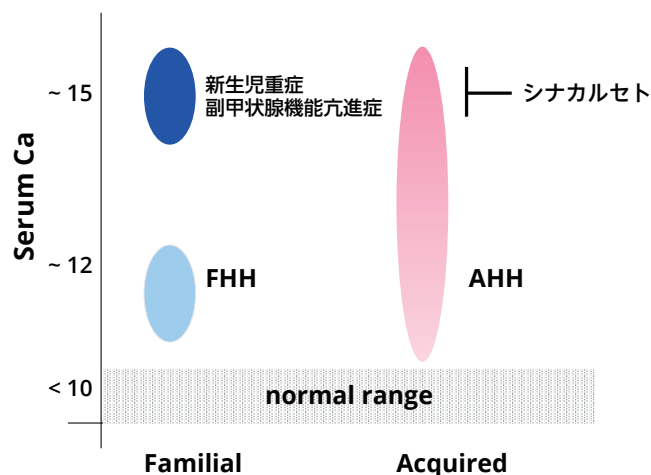 ~ 15
新生児重症
副甲状腺機能亢進症
シナカルセト
Serum Ca
~ 12
FHH
AHH
< 10
normal range
Familial
Acquired